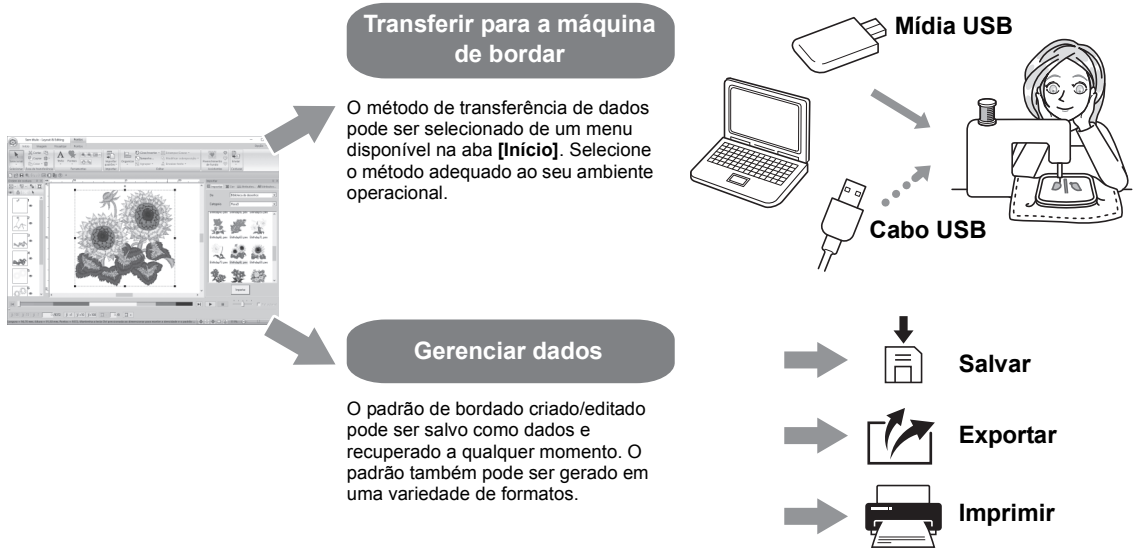 Transferir para a máquina
de bordar
O método de transferência de dados
pode ser selecionado de um menu
disponível na aba [Início]. Selecione
o método adequado ao seu ambiente
operacional.
Mídia USB
Cabo USB
Gerenciar dados
O padrão de bordado criado/editado
pode ser salvo como dados e
recuperado a qualquer momento. O
padrão também pode ser gerado em
uma variedade de formatos.
Salvar
Exportar
Imprimir